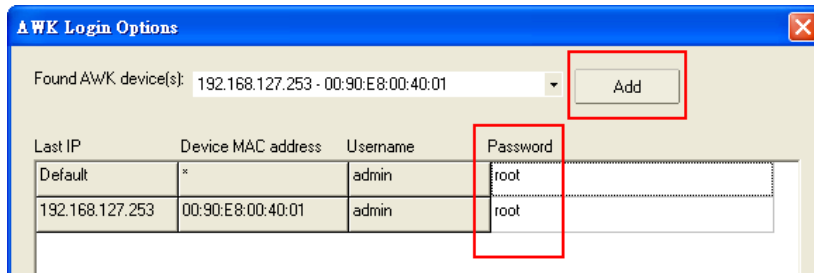 AWK Login Options
Found AWK device(s): 192.168.127.253 - 00:90:E8:00:40:01 Add
Last IP Device MAC address Username Password
Default * admin root
192.168.127.253 00:90:E8:00:40:01 admin root